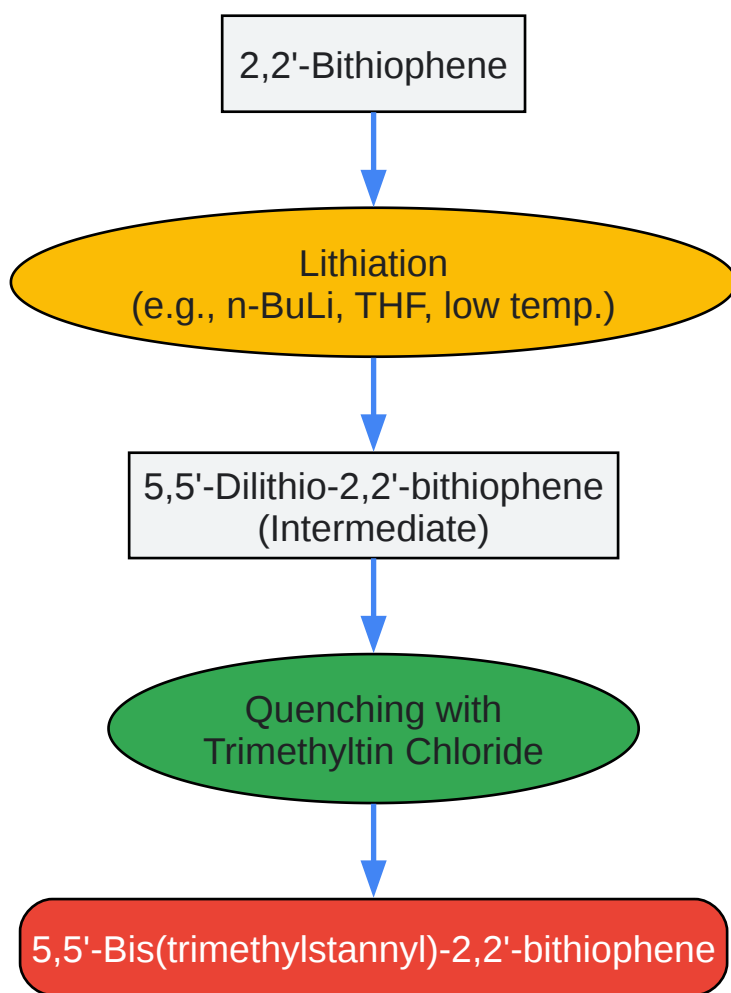 2,2'-Bithiophene
Lithiation
(e.g., n-BuLi, THF, low temp.)
5,5'-Dilithio-2,2'-bithiophene
(Intermediate)
Quenching with
Trimethyltin Chloride
5,5'-Bis(trimethylstannyl)-2,2'-bithiophene